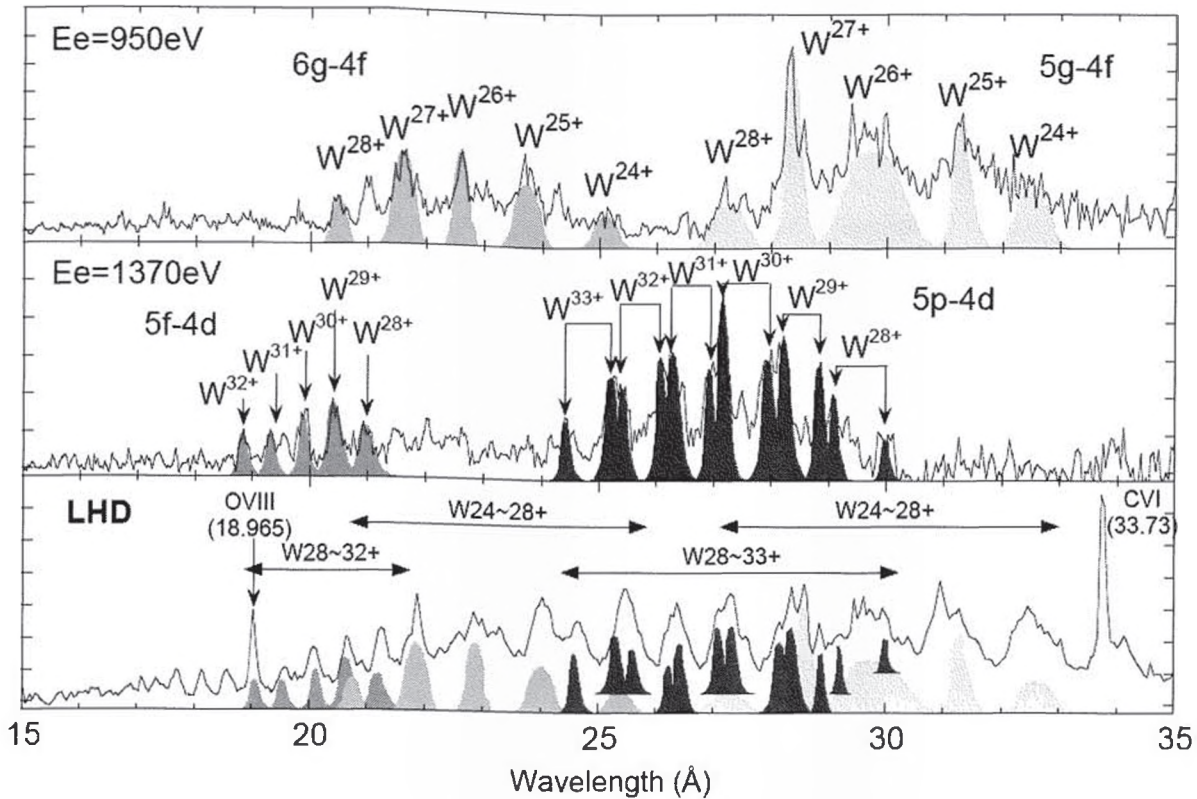 Ee=950eV
6g-4f
5g-4f
W27+
W26+
W25+
W28+
W27+
W26+
W25+
W24+
W28+
W24+
Ee=1370eV
5f-4d
5p-4d
W32+
W31+
W30+
W29+
W28+
W33+
W32+
W31+
W30+
W29+
W28+
LHD
OVIII
(18.965)
W24~28+
W24~28+
CVI
(33.73)
W28~32+
W28~33+
15
20
25
30
35
Wavelength (Å)